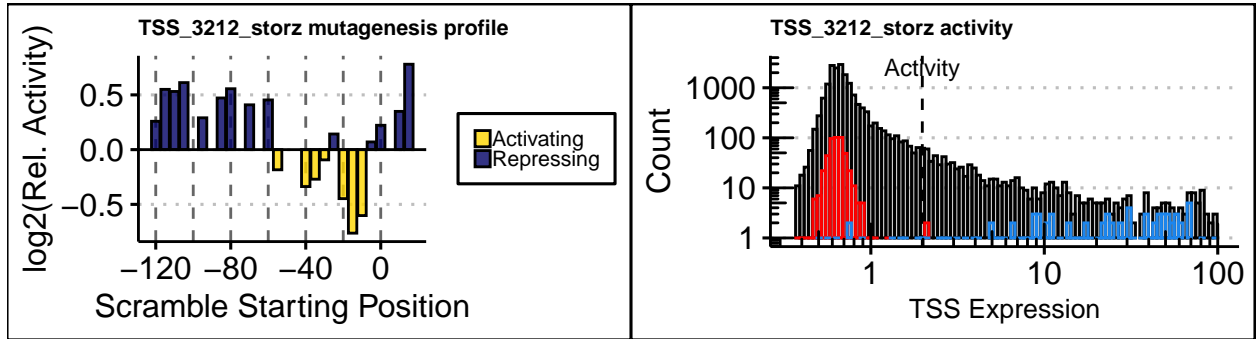 TSS_3212_storz mutagenesis profile
log2(Rel. Activity)
0.5
0.0
−0.5
−120 −80 −40 0
Scramble Starting Position
Activating
Repressing
TSS_3212_storz activity
Activity
Count
1000
100
10
1
1 10 100
TSS Expression